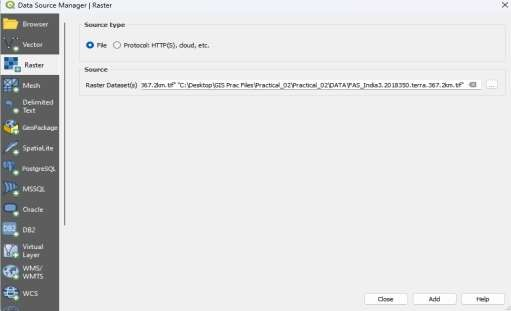 Data Source Manager | Raster
Browser
Vector
Raster
Mesh
Delimited
Text
GeoPackage
SpatiaLite
PostgreSQL
MSSQL
Oracle
DB2
DB2
Virtual
Layer
WMS/
WMTS
WCS
Source type
File
Protocol: HTTP(S), cloud, etc.
Source
Raster Dataset(s) 367.2km.tif" "C:\Desktop\GIS Prac Files\Practical_02\Practical_02\DATA\FAS_India3.2018350.terra.367.2km.tif" ...
Close Add Help